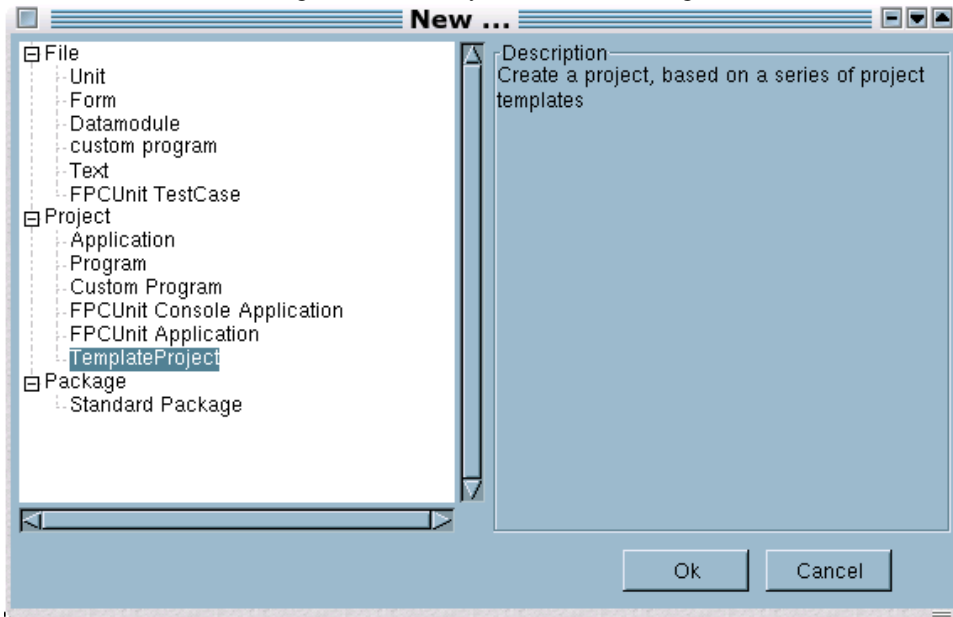 New ...
File
Unit
Form
Datamodule
custom program
Text
FPCUnit TestCase
Project
Application
Program
Custom Program
FPCUnit Console Application
FPCUnit Application
TemplateProject
Package
Standard Package
Description
Create a project, based on a series of project
templates
Ok
Cancel